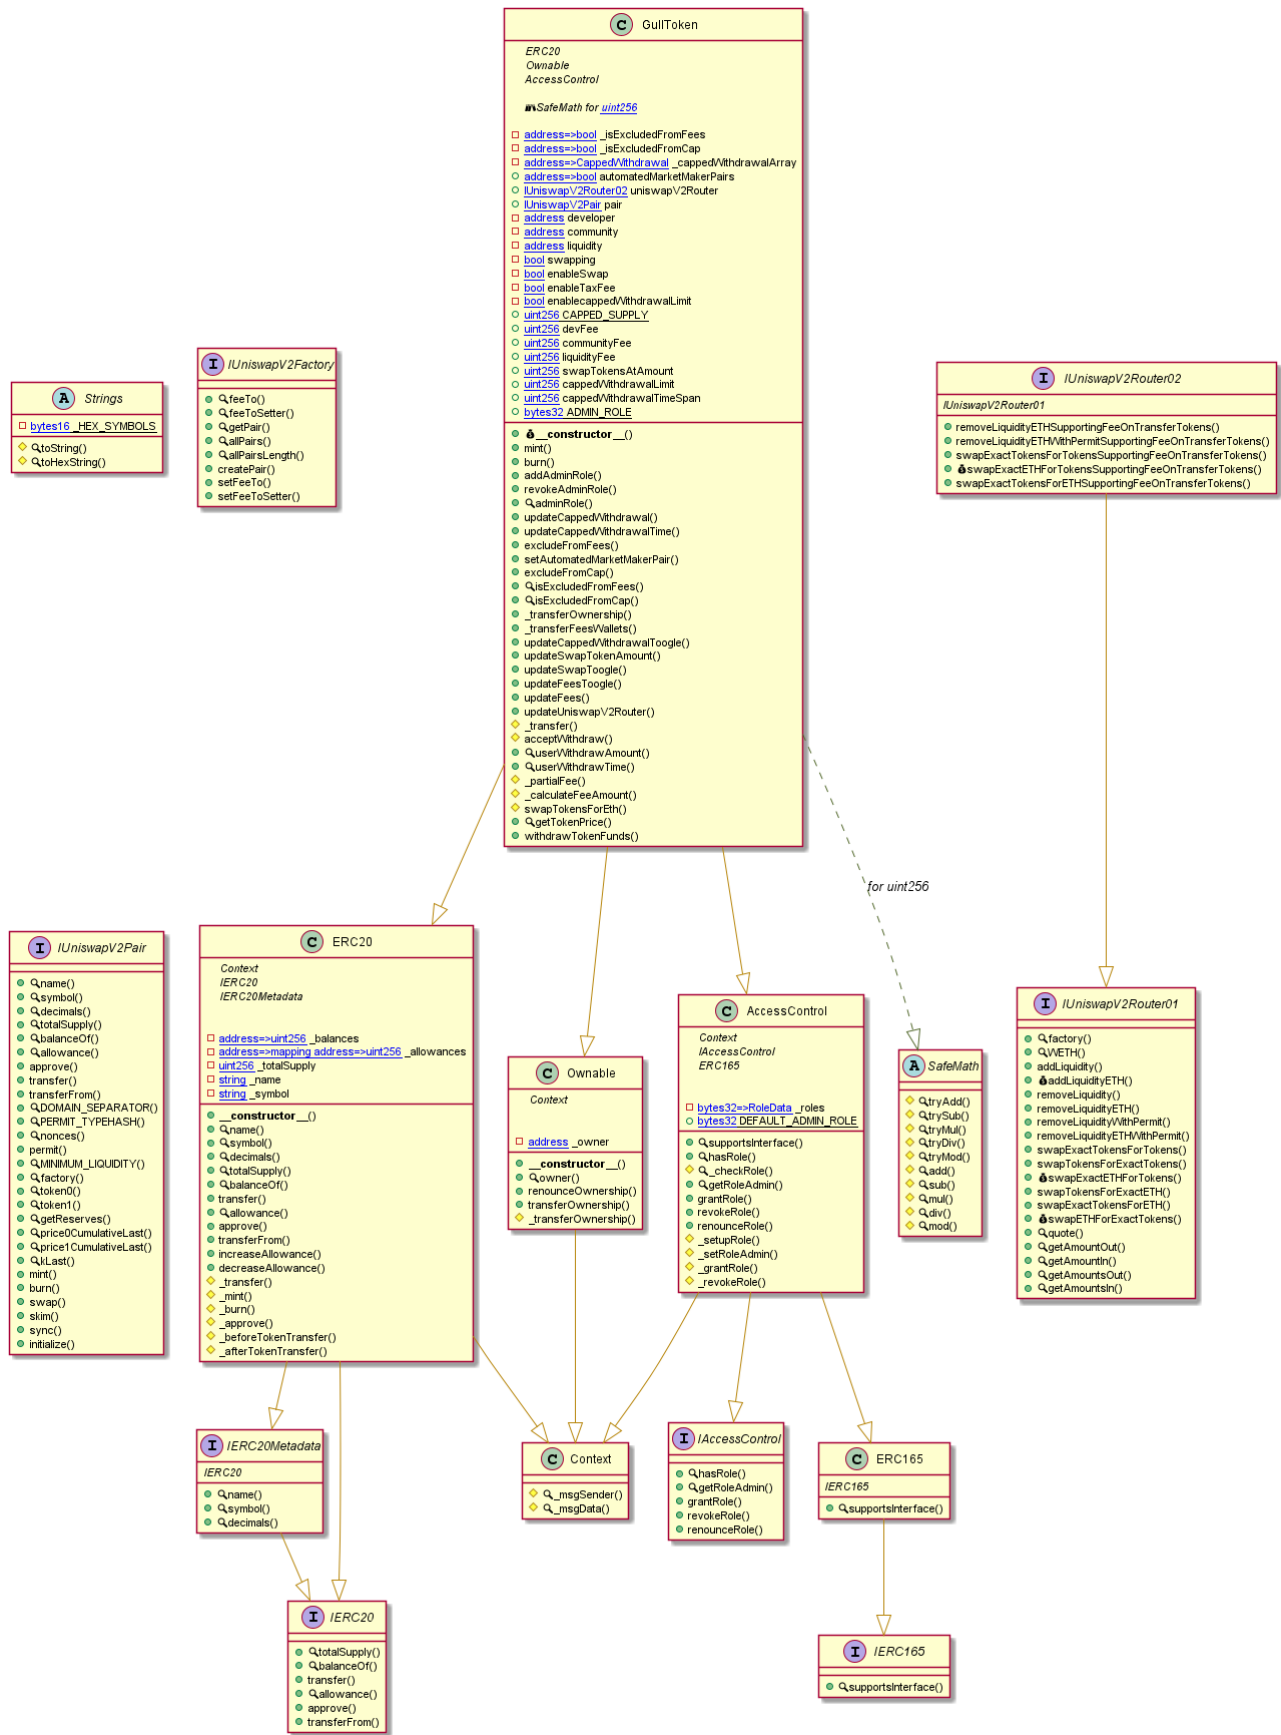 C GullToken
ERC20
Ownable
AccessControl
SafeMath for uint256
address=>bool _isExcludedFromFees
address=>bool _isExcludedFromCap
address=>CappedWithdrawal _cappedWithdrawalArray
address=>bool automatedMarketMakerPairs
IUniswapV2Router02 uniswapV2Router
IUniswapV2Pair pair
address developer
address community
address liquidity
bool swapping
bool enableSwap
bool enableTaxFee
bool enablecappedWithdrawalLimit
uint256 CAPPED_SUPPLY
uint256 devFee
uint256 communityFee
uint256 liquidityFee
uint256 swapTokensAtAmount
uint256 cappedWithdrawalLimit
uint256 cappedWithdrawalTimeSpan
bytes32 ADMIN_ROLE
__constructor__()
mint()
burn()
addAdminRole()
revokeAdminRole()
adminRole()
updateCappedWithdrawal()
updateCappedWithdrawalTime()
excludeFromFees()
setAutomatedMarketMakerPair()
excludeFromCap()
isExcludedFromFees()
isExcludedFromCap()
_transferOwnership()
_transferFeesWallets()
updateCappedWithdrawalToogle()
updateSwapTokenAmount()
updateSwapToogle()
updateFeesToogle()
updateFees()
updateUniswapV2Router()
_transfer()
acceptWithdraw()
userWithdrawAmount()
userWithdrawTime()
_partialFee()
_calculateFeeAmount()
swapTokensForEth()
getTokenPrice()
withdrawTokenFunds()
A Strings
bytes16 _HEX_SYMBOLS
toString()
toHexString()
I IUniswapV2Factory
feeTo()
feeToSetter()
getPair()
allPairs()
allPairsLength()
createPair()
setFeeTo()
setFeeToSetter()
I IUniswapV2Router02
IUniswapV2Router01
removeLiquidityETHSupportingFeeOnTransferTokens()
removeLiquidityETHWithPermitSupportingFeeOnTransferTokens()
swapExactTokensForTokensSupportingFeeOnTransferTokens()
swapExactETHForTokensSupportingFeeOnTransferTokens()
swapExactTokensForETHSupportingFeeOnTransferTokens()
for uint256
I IUniswapV2Pair
name()
symbol()
decimals()
totalSupply()
balanceOf()
allowance()
approve()
transfer()
transferFrom()
DOMAIN_SEPARATOR()
PERMIT_TYPEHASH()
nonces()
permit()
MINIMUM_LIQUIDITY()
factory()
token0()
token1()
getReserves()
price0CumulativeLast()
price1CumulativeLast()
kLast()
mint()
burn()
swap()
skim()
sync()
initialize()
C ERC20
Context
IERC20
IERC20Metadata
address=>uint256 _balances
address=>mapping address=>uint256 _allowances
uint256 _totalSupply
string _name
string _symbol
__constructor__()
name()
symbol()
decimals()
totalSupply()
balanceOf()
transfer()
allowance()
approve()
transferFrom()
increaseAllowance()
decreaseAllowance()
_transfer()
_mint()
_burn()
_approve()
_beforeTokenTransfer()
_afterTokenTransfer()
C Ownable
Context
address _owner
__constructor__()
owner()
renounceOwnership()
transferOwnership()
_transferOwnership()
C AccessControl
Context
IAccessControl
ERC165
bytes32=>RoleData _roles
bytes32 DEFAULT_ADMIN_ROLE
supportsInterface()
hasRole()
_checkRole()
getRoleAdmin()
grantRole()
revokeRole()
renounceRole()
_setupRole()
_setRoleAdmin()
_grantRole()
_revokeRole()
A SafeMath
tryAdd()
trySub()
tryMul()
tryDiv()
tryMod()
add()
sub()
mul()
div()
mod()
I IUniswapV2Router01
factory()
WETH()
addLiquidity()
addLiquidityETH()
removeLiquidity()
removeLiquidityETH()
removeLiquidityWithPermit()
removeLiquidityETHWithPermit()
swapExactTokensForTokens()
swapTokensForExactTokens()
swapExactETHForTokens()
swapTokensForExactETH()
swapExactTokensForETH()
swapETHForExactTokens()
quote()
getAmountOut()
getAmountIn()
getAmountsOut()
getAmountsIn()
I IERC20Metadata
IERC20
name()
symbol()
decimals()
C Context
_msgSender()
_msgData()
I IAccessControl
hasRole()
getRoleAdmin()
grantRole()
revokeRole()
renounceRole()
C ERC165
IERC165
supportsInterface()
I IERC20
totalSupply()
balanceOf()
transfer()
allowance()
approve()
transferFrom()
I IERC165
supportsInterface()